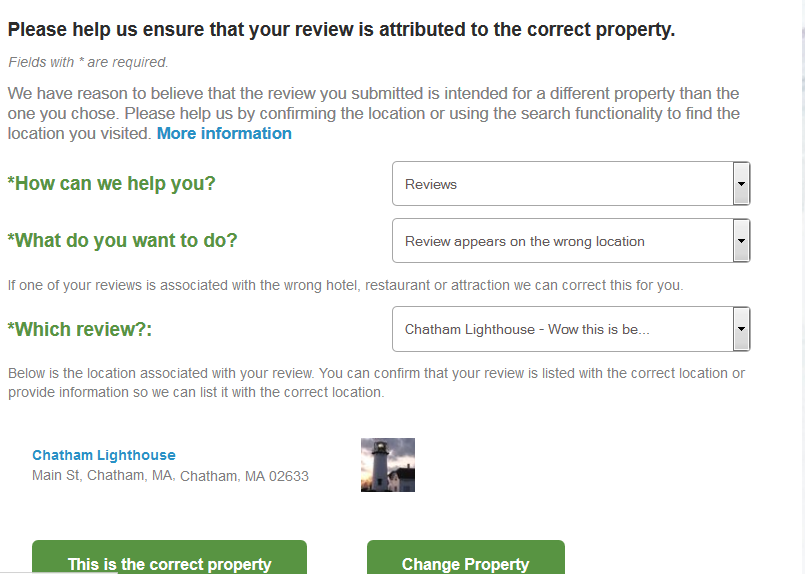 Please help us ensure that your review is attributed to the correct property.
Fields with * are required.
We have reason to believe that the review you submitted is intended for a different property than the
one you chose. Please help us by confirming the location or using the search functionality to find the
location you visited. More information
*How can we help you?
Reviews
*What do you want to do?
Review appears on the wrong location
If one of your reviews is associated with the wrong hotel, restaurant or attraction we can correct this for you.
*Which review?:
Chatham Lighthouse - Wow this is be...
Below is the location associated with your review. You can confirm that your review is listed with the correct location or
provide information so we can list it with the correct location.
Chatham Lighthouse
Main St, Chatham, MA, Chatham, MA 02633
This is the correct property
Change Property